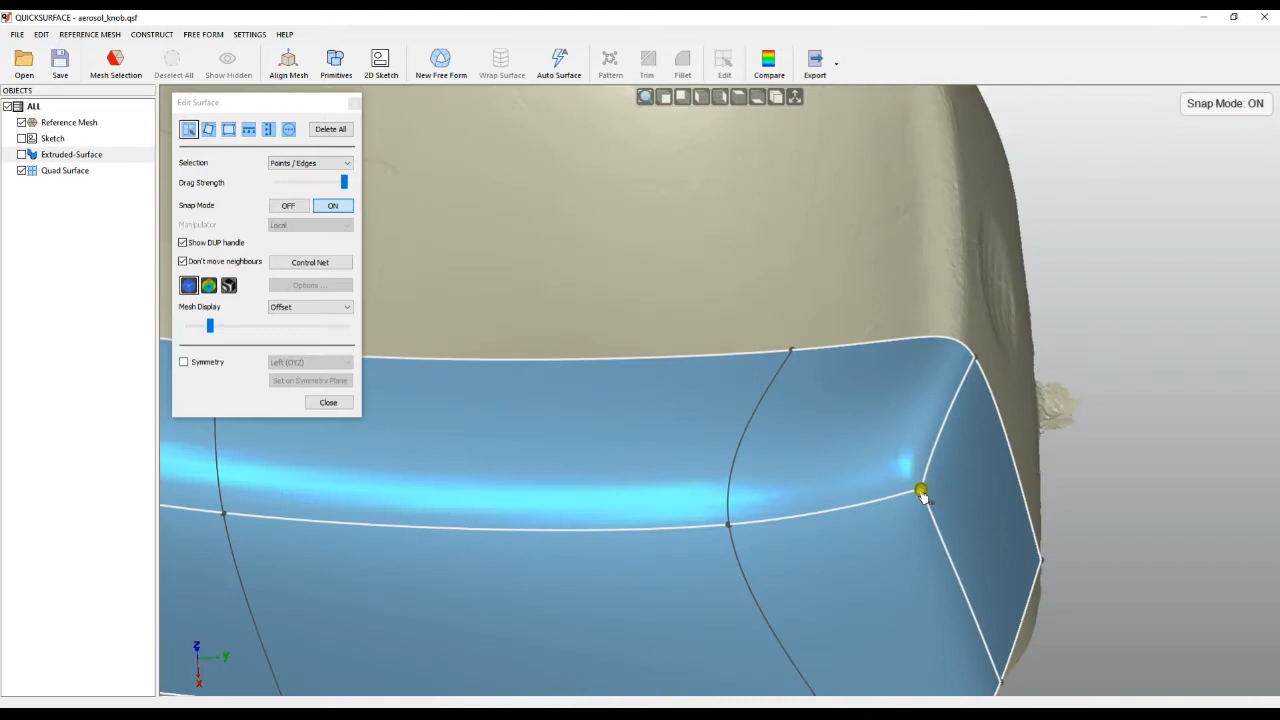 QUICKSURFACE - aerosol_knob.qsf
FILE EDIT REFERENCE MESH CONSTRUCT FREE FORM SETTINGS HELP
Open Save Mesh Selection Deselect All Show Hidden Align Mesh Primitives 2D Sketch New Free Form Wrap Surface Auto Surface Pattern Trim Fillet Edit Compare Export
OBJECTS
ALL
Reference Mesh
Sketch
Extruded-Surface
Quad Surface
Edit Surface
Delete All
Selection Points / Edges
Drag Strength
Snap Mode OFF ON
Manipulator Local
Show DUP handle
Don't move neighbours Control Net
Options ...
Mesh Display Offset
Symmetry Left (OYZ)
Set on Symmetry Plane
Close
Snap Mode: ON
Z
Y
X